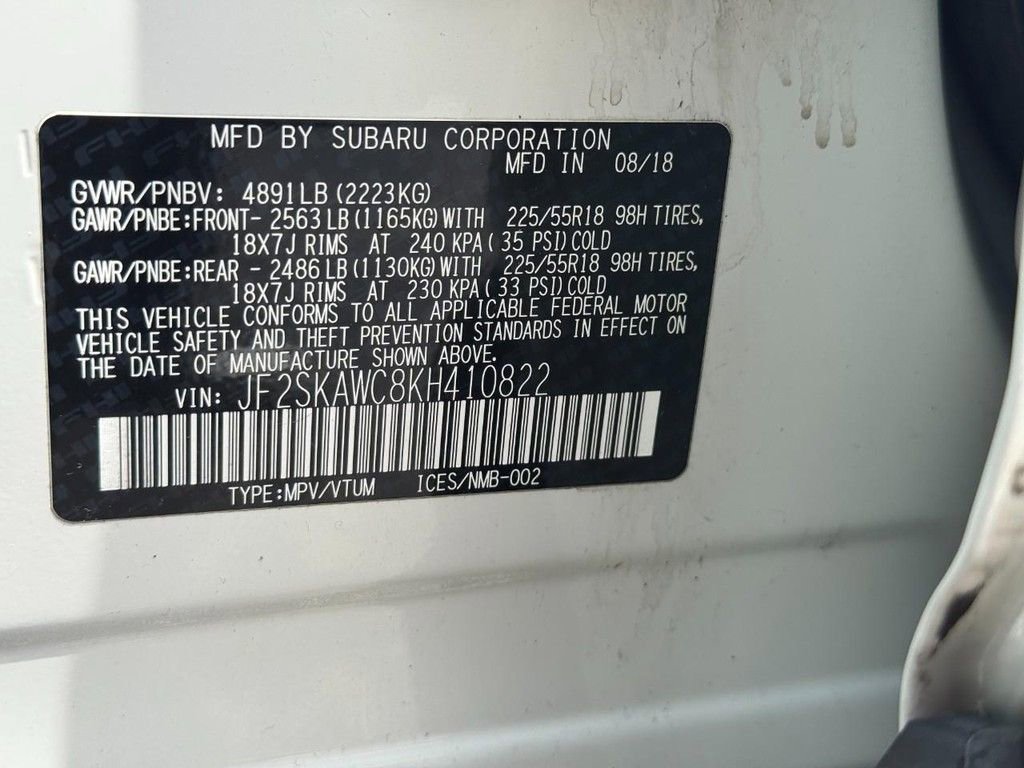 MFD BY SUBARU CORPORATION
MFD IN 08/18
GVWR/PNBV: 4891LB (2223KG)
GAWR/PNBE:FRONT- 2563 LB (1165KG) WITH 225/55R18 98H TIRES,
18X7J RIMS AT 240 KPA( 35 PSI) COLD
GAWR/PNBE:REAR - 2486 LB (1130KG) WITH 225/55R18 98H TIRES,
18X7J RIMS AT 230 KPA ( 33 PSI) COLD
THIS VEHICLE CONFORMS TO ALL APPLICABLE FEDERAL MOTOR
VEHICLE SAFETY AND THEFT PREVENTION STANDARDS IN EFFECT ON
THE DATE OF MANUFACTURE SHOWN ABOVE.
VIN: JF2SKAWC8KH410822
TYPE:MPV/VTUM ICES/NMB-002